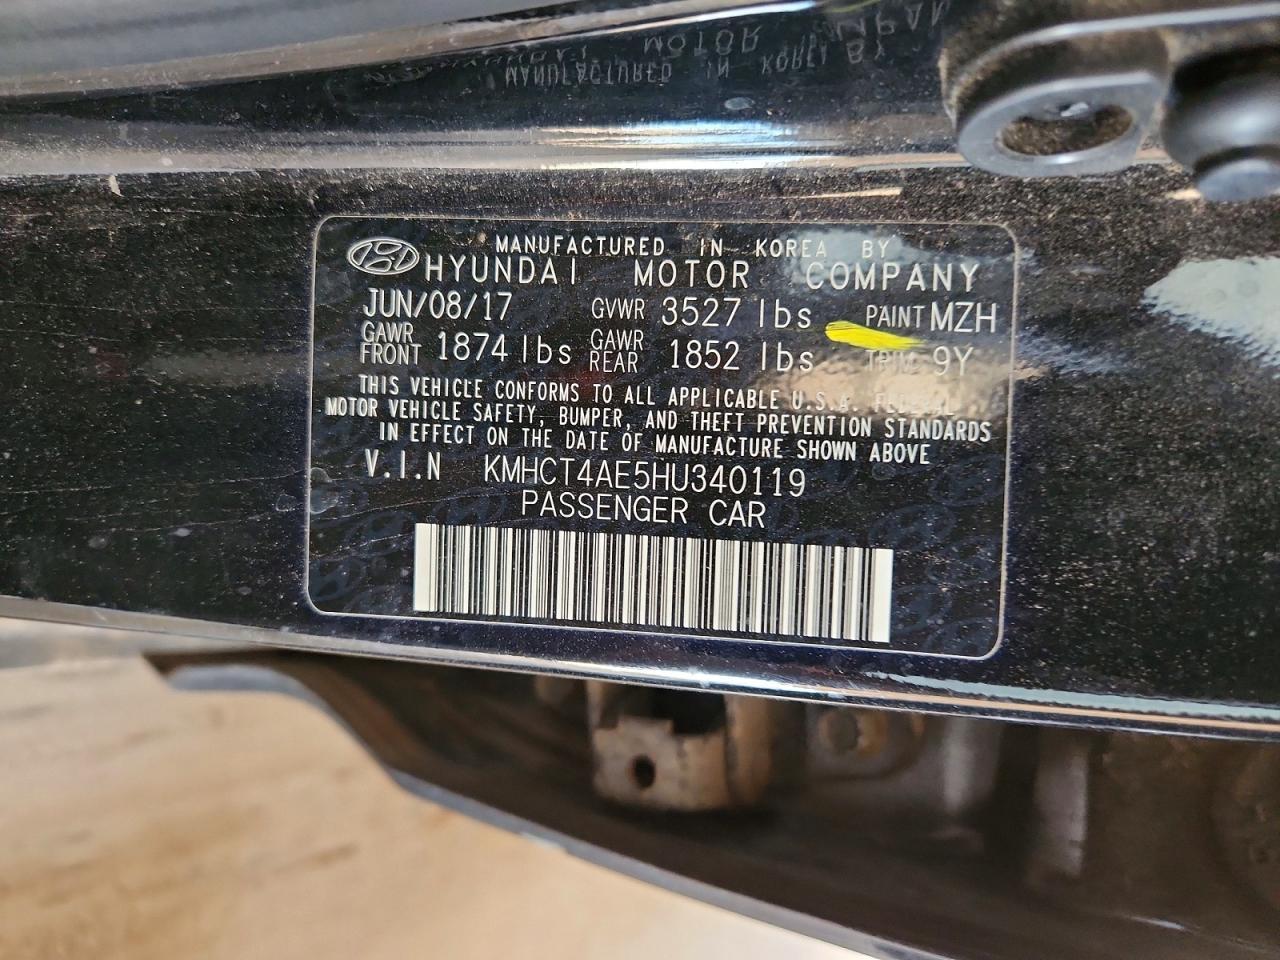 MANUFACTURED IN KOREA BY
HYUNDAI MOTOR COMPANY
JUN/08/17 GVWR 3527 lbs PAINT MZH
GAWR FRONT 1874 lbs GAWR REAR 1852 lbs TRIM 9Y
THIS VEHICLE CONFORMS TO ALL APPLICABLE U.S.A. FEDERAL
MOTOR VEHICLE SAFETY, BUMPER, AND THEFT PREVENTION STANDARDS
IN EFFECT ON THE DATE OF MANUFACTURE SHOWN ABOVE
V.I.N KMHCT4AE5HU340119
PASSENGER CAR